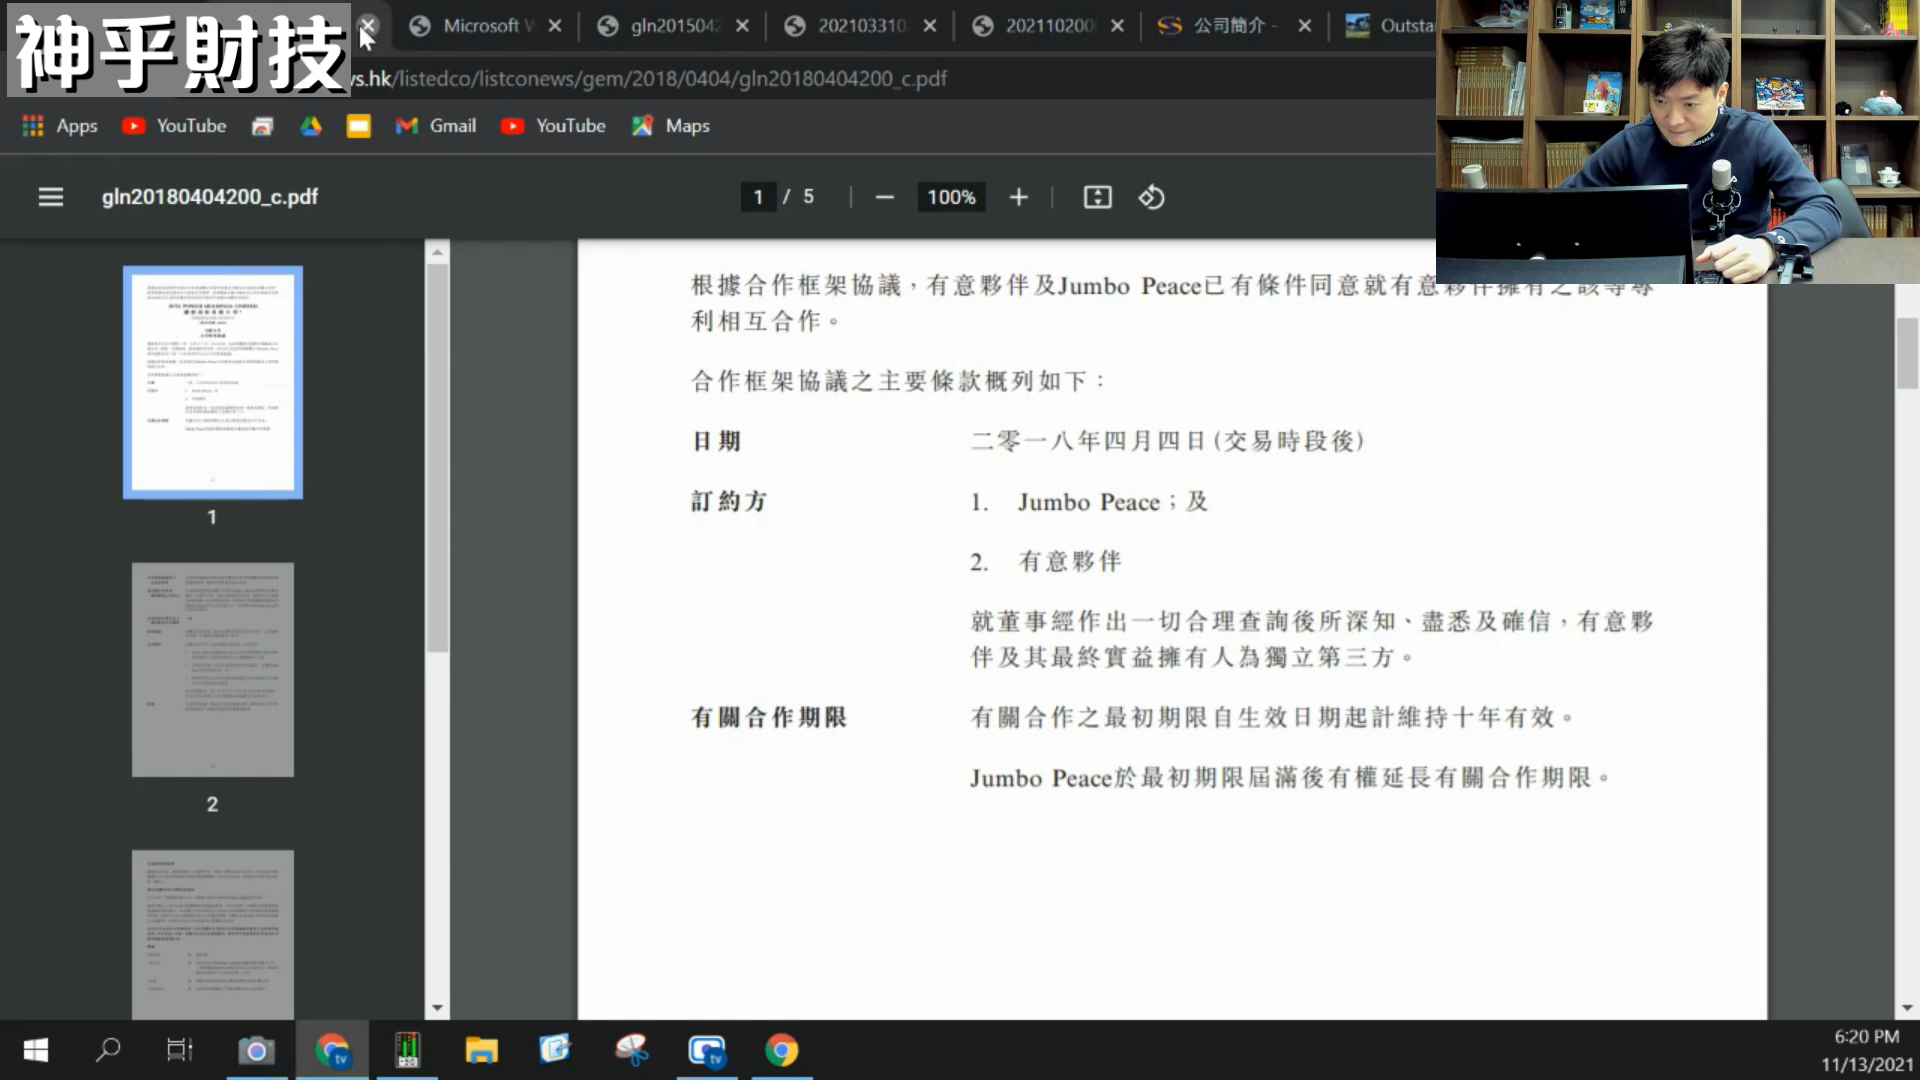 神乎財技
Microsoft
gln2015042
20210331
202110200
公司簡介 -
Outsta
vs.hk/listedco/listconews/gem/2018/0404/gln20180404200_c.pdf
Apps
YouTube
Gmail
YouTube
Maps
gln20180404200_c.pdf
1 / 5
100%
根據合作框架協議，有意夥伴及Jumbo Peace已有條件同意就有意夥伴擁有之該等專
利相互合作。
合作框架協議之主要條款概列如下：
日期 二零一八年四月四日(交易時段後)
訂約方 1. Jumbo Peace；及
2. 有意夥伴
就董事經作出一切合理查詢後所深知、盡悉及確信，有意夥
伴及其最終實益擁有人為獨立第三方。
有關合作期限 有關合作之最初期限自生效日期起計維持十年有效。
Jumbo Peace於最初期限屆滿後有權延長有關合作期限。
1
2
6:20 PM
11/13/2021